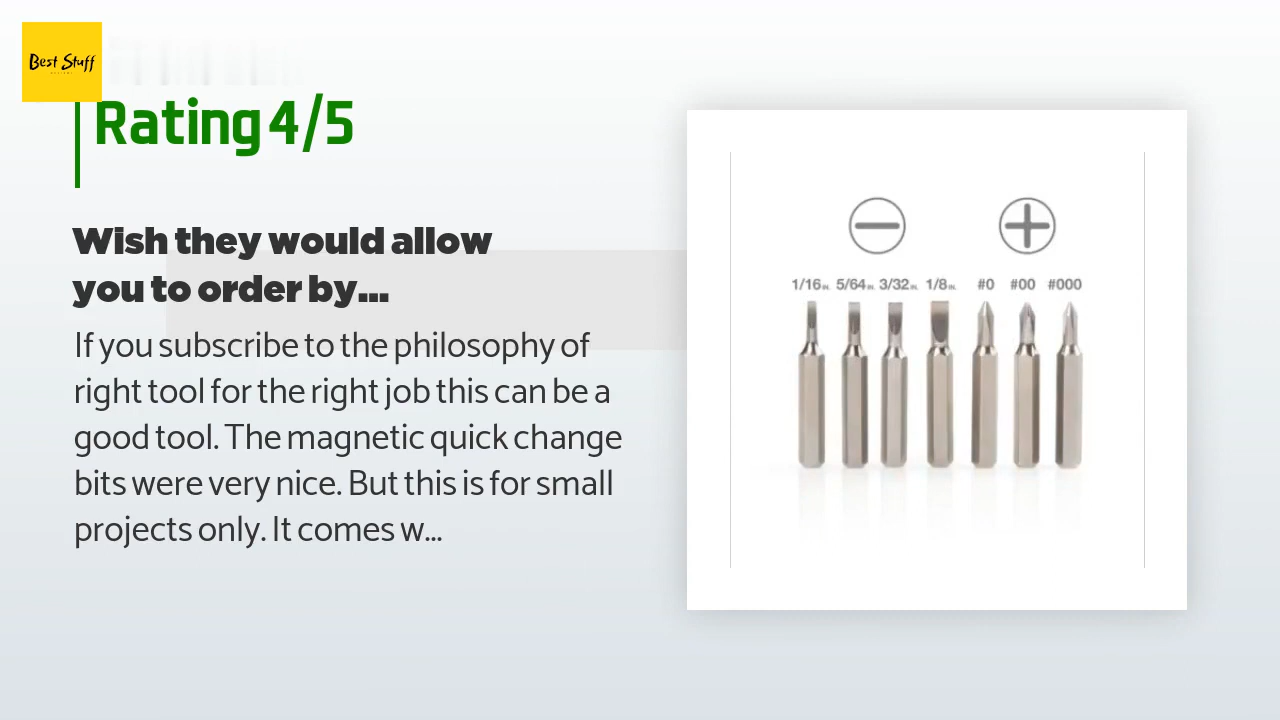 Best Stuff
Rating 4/5
Wish they would allow
you to order by...
If you subscribe to the philosophy of
right tool for the right job this can be a
good tool. The magnetic quick change
bits were very nice. But this is for small
projects only. It comes w...
1/16 in. 5/64 in. 3/32 in. 1/8 in. #0 #00 #000